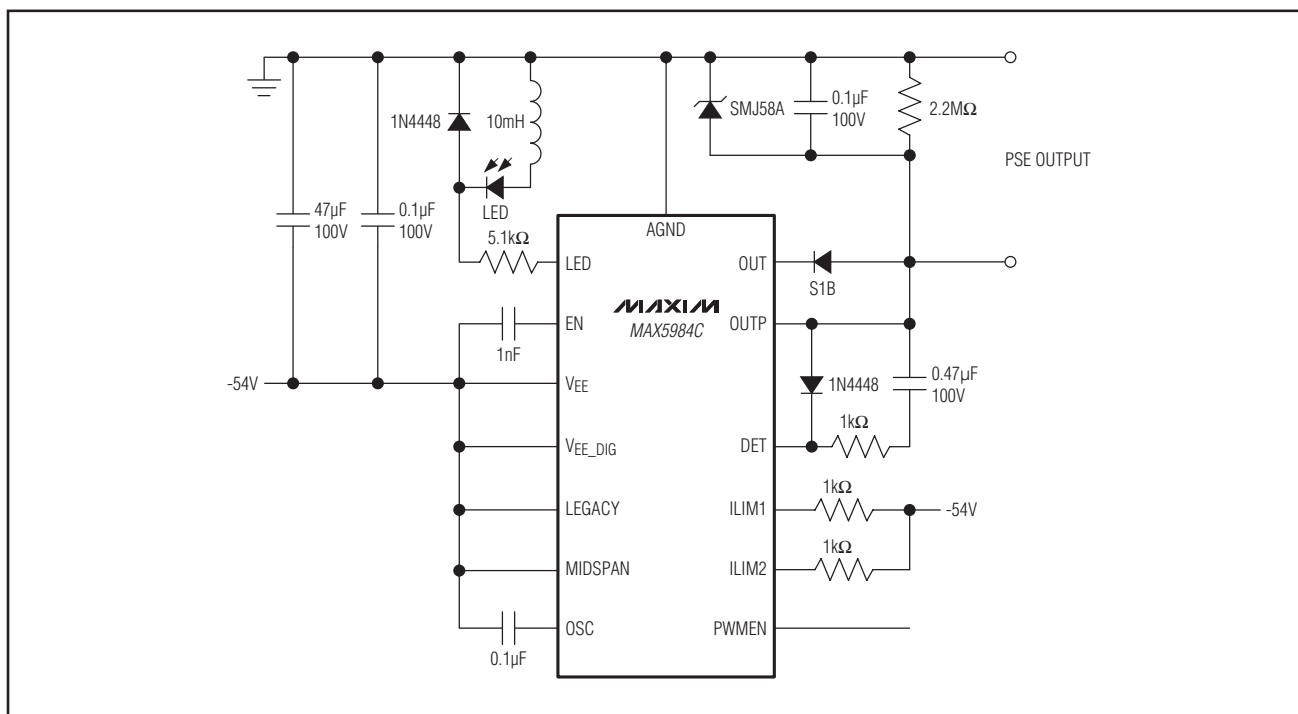 1N4448
10mH
SMJ58A
0.1µF
100V
2.2MΩ
PSE OUTPUT
47µF
100V
0.1µF
100V
LED
5.1kΩ
AGND
LED
OUT
S1B
MAXIM
MAX5984C
EN
OUTP
1nF
-54V
VEE
1N4448
0.47µF
100V
1kΩ
VEE_DIG
DET
1kΩ
LEGACY
ILIM1
-54V
1kΩ
MIDSPAN
ILIM2
OSC
PWMEN
0.1µF